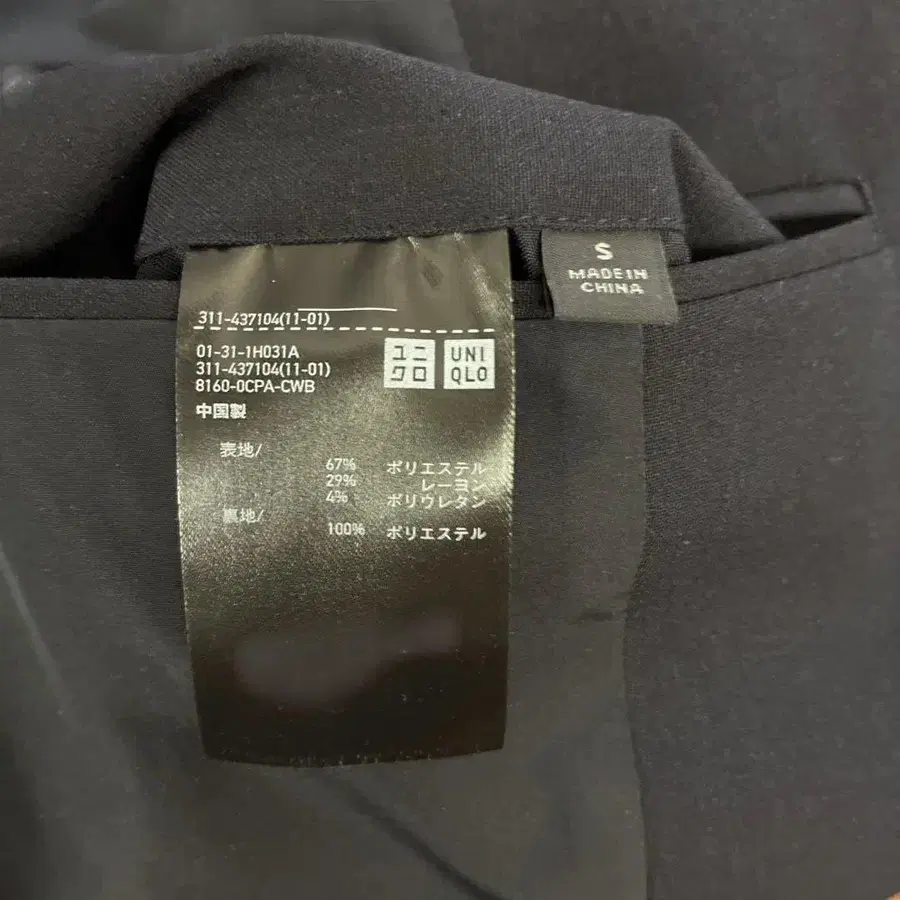 311-437104(11-01)
01-31-1H031A
311-437104(11-01)
8160-0CPA-CWB
中国製
ユニ
クロ
UNI
QLO
表地/
67% ポリエステル
29% レーヨン
4% ポリウレタン
裏地/
100% ポリエステル
S
MADE IN
CHINA